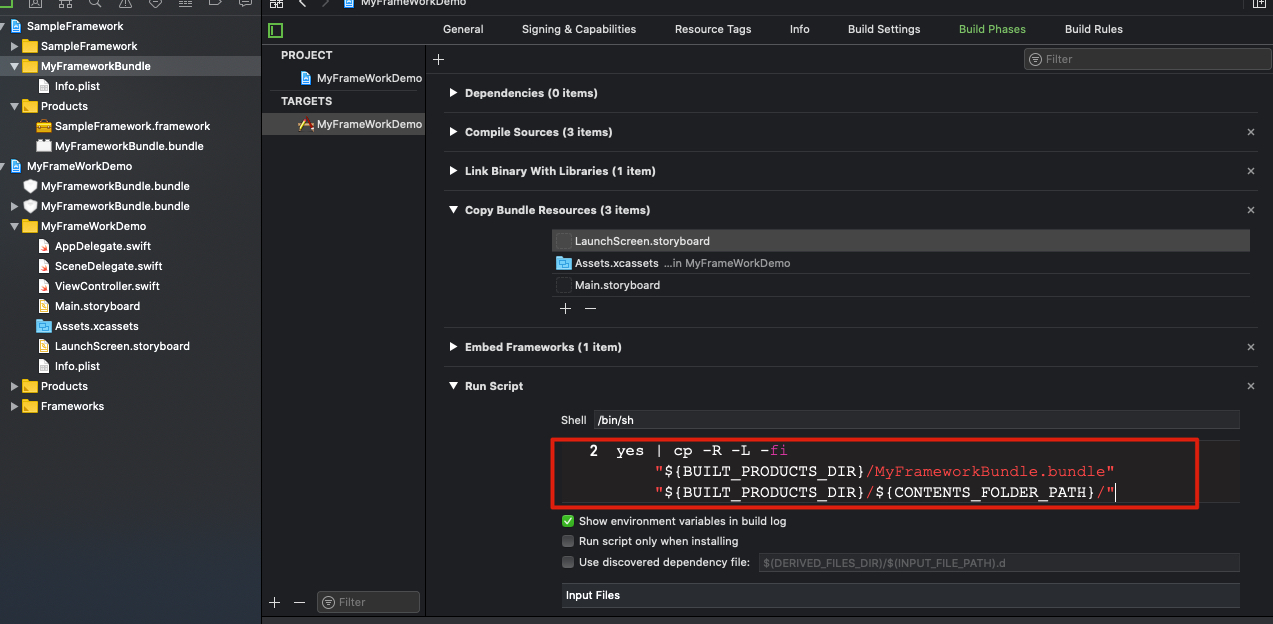 MyFrameWorkDemo
SampleFramework
SampleFramework
MyFrameworkBundle
Info.plist
Products
SampleFramework.framework
MyFrameworkBundle.bundle
MyFrameWorkDemo
MyFrameworkBundle.bundle
MyFrameworkBundle.bundle
MyFrameWorkDemo
AppDelegate.swift
SceneDelegate.swift
ViewController.swift
Main.storyboard
Assets.xcassets
LaunchScreen.storyboard
Info.plist
Products
Frameworks
General Signing & Capabilities Resource Tags Info Build Settings Build Phases Build Rules
PROJECT
MyFrameWorkDemo
TARGETS
MyFrameWorkDemo
Filter
Filter
Dependencies (0 items)
Compile Sources (3 items)
Link Binary With Libraries (1 item)
Copy Bundle Resources (3 items)
LaunchScreen.storyboard
Assets.xcassets ...in MyFrameWorkDemo
Main.storyboard
Embed Frameworks (1 item)
Run Script
Shell /bin/sh
2 yes | cp -R -L -fi
"${BUILT_PRODUCTS_DIR}/MyFrameworkBundle.bundle"
"${BUILT_PRODUCTS_DIR}/${CONTENTS_FOLDER_PATH}/"
Show environment variables in build log
Run script only when installing
Use discovered dependency file: $(DERIVED_FILES_DIR)/$(INPUT_FILE_PATH).d
Input Files